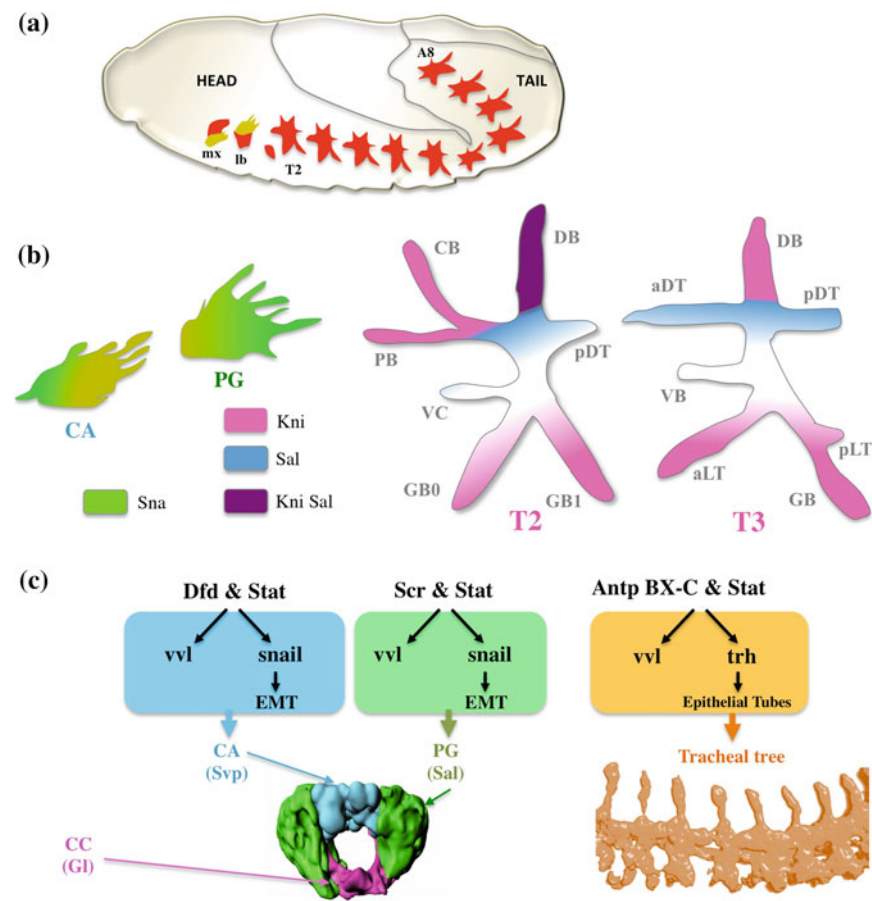 (a)
HEAD
A8
TAIL
mx
lb
T2
(b)
CA
PG
Kni
Sal
Kni Sal
Sna
CB
DB
PB
pDT
VC
GB0
GB1
T2
DB
aDT
pDT
VB
aLT
pLT
GB
T3
(c)
Dfd & Stat
vvl snail
EMT
CA
(Svp)
Scr & Stat
vvl snail
EMT
PG
(Sal)
Antp BX-C & Stat
vvl trh
Epithelial Tubes
Tracheal tree
CC
(Gl)